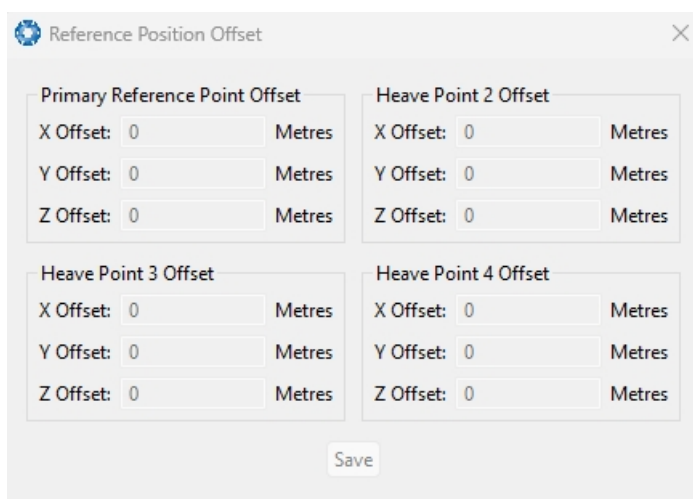 Reference Position Offset
Primary Reference Point Offset
X Offset: 0 Metres
Y Offset: 0 Metres
Z Offset: 0 Metres
Heave Point 2 Offset
X Offset: 0 Metres
Y Offset: 0 Metres
Z Offset: 0 Metres
Heave Point 3 Offset
X Offset: 0 Metres
Y Offset: 0 Metres
Z Offset: 0 Metres
Heave Point 4 Offset
X Offset: 0 Metres
Y Offset: 0 Metres
Z Offset: 0 Metres
Save